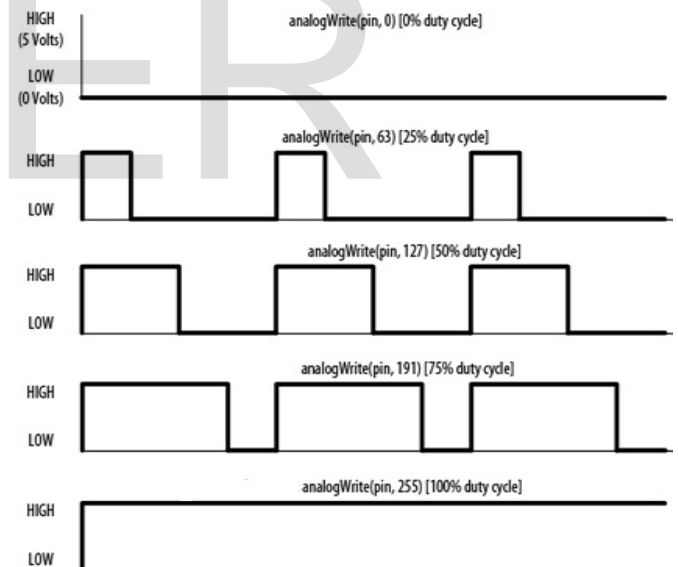 ER
HIGH
(5 Volts)
analogWrite(pin, 0) [0% duty cycle]
LOW
(0 Volts)
analogWrite(pin, 63) [25% duty cycle]
HIGH
LOW
analogWrite(pin, 127) [50% duty cycle]
HIGH
LOW
analogWrite(pin, 191) [75% duty cycle]
HIGH
LOW
analogWrite(pin, 255) [100% duty cycle]
HIGH
LOW